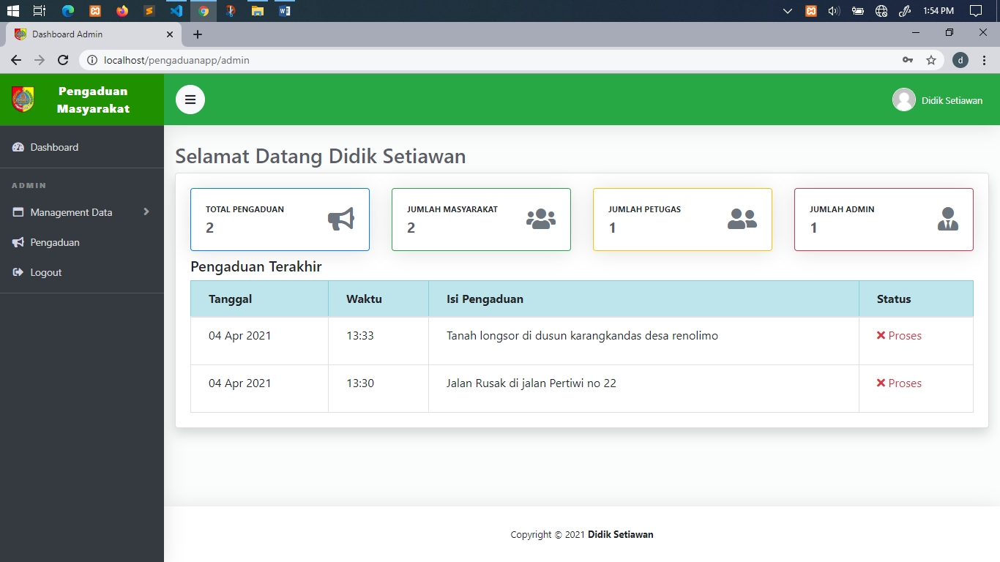 1:54 PM
Dashboard Admin
localhost/pengaduanapp/admin
d
Pengaduan
Masyarakat
Didik Setiawan
Dashboard
ADMIN
Management Data
Pengaduan
Logout
Selamat Datang Didik Setiawan
TOTAL PENGADUAN
2
JUMLAH MASYARAKAT
2
JUMLAH PETUGAS
1
JUMLAH ADMIN
1
Pengaduan Terakhir
Tanggal Waktu Isi Pengaduan Status
04 Apr 2021 13:33 Tanah longsor di dusun karangkandas desa renolimo Proses
04 Apr 2021 13:30 Jalan Rusak di jalan Pertiwi no 22 Proses
Copyright © 2021 Didik Setiawan